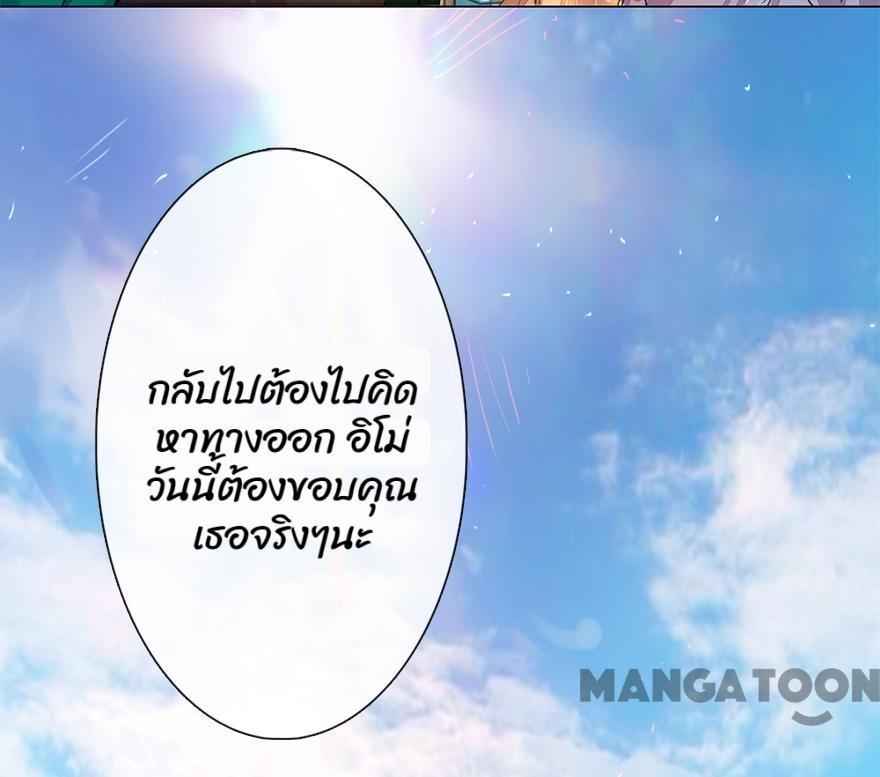 กลับไปต้องไปคิด
หาทางออก อิโม่
วันนี้ต้องขอบคุณ
เธอจริงๆนะ
MANGATOON